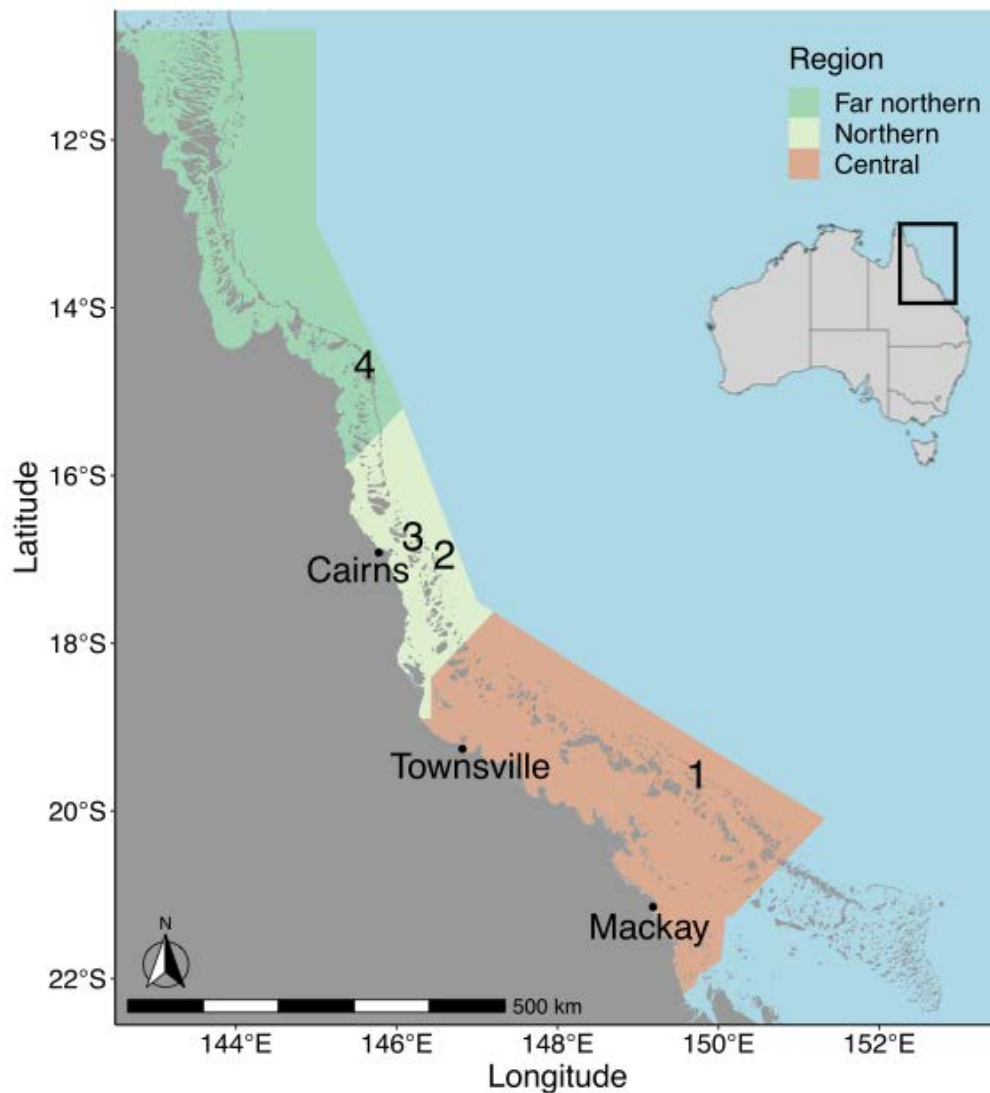 Region
Far northern
Northern
Central
12°S
14°S
16°S
18°S
20°S
22°S
Latitude
4
3
2
Cairns
1
Townsville
Mackay
N
500 km
144°E
146°E
148°E
150°E
152°E
Longitude